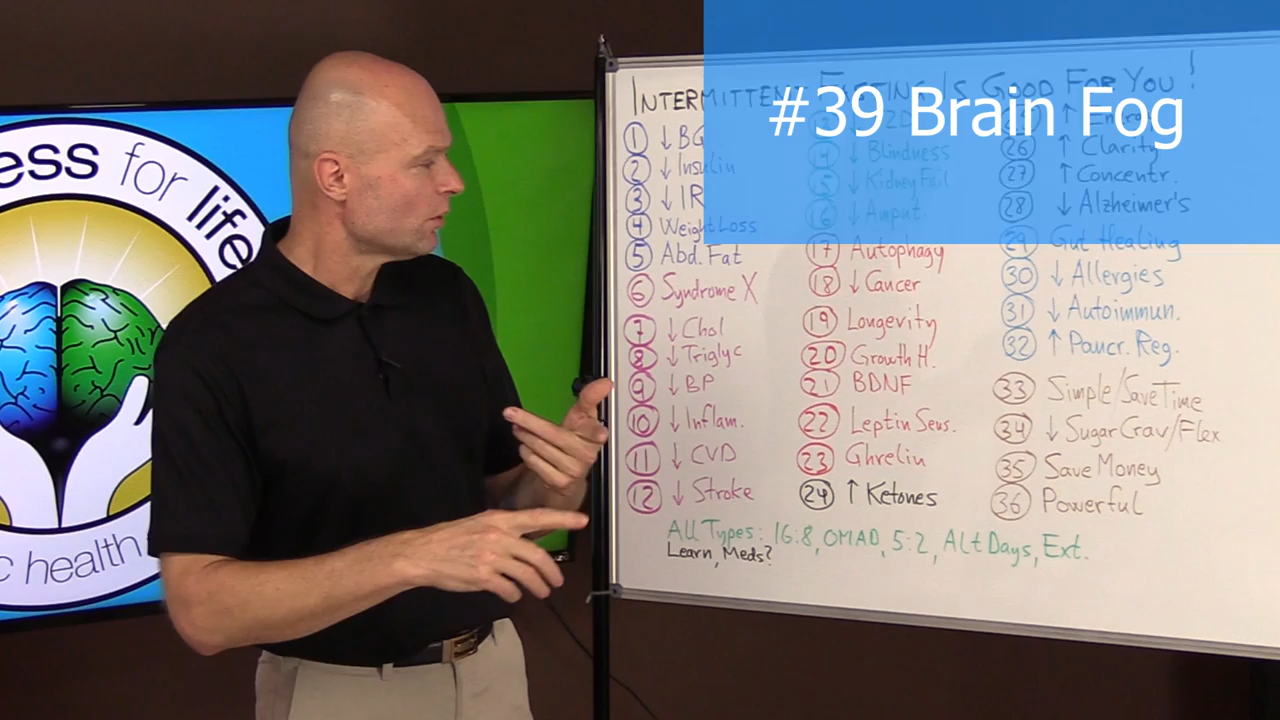 #39 Brain Fog
INTERMITTENT FASTING IS GOOD FOR YOU!
1 ↓ BG
2 ↓ Insulin
3 ↓ IR
4 Weight Loss
5 Abd. Fat
6 Syndrome X
7 ↓ Chol
8 ↓ Triglyc
9 ↓ BP
10 ↓ Inflam.
11 ↓ CVD
12 ↓ Stroke
14 ↓ Blindness
↓ Kidney Fail
16 ↓ Amput.
17 Autophagy
18 ↓ Cancer
19 Longevity
20 Growth H.
21 BDNF
22 Leptin Sens.
23 Ghrelin
24 ↑ Ketones
↑ Energy
26 ↑ Clarity
27 ↑ Concentr.
28 ↓ Alzheimer's
29 Gut Healing
30 ↓ Allergies
31 ↓ Autoimmun.
32 ↑ Pancr. Reg.
33 Simple/Save Time
34 ↓ Sugar Crav/Flex
35 Save Money
36 Powerful
All Types: 16:8, OMAD, 5:2, Alt Days, Ext.
Learn, Meds?
ess for life
c health